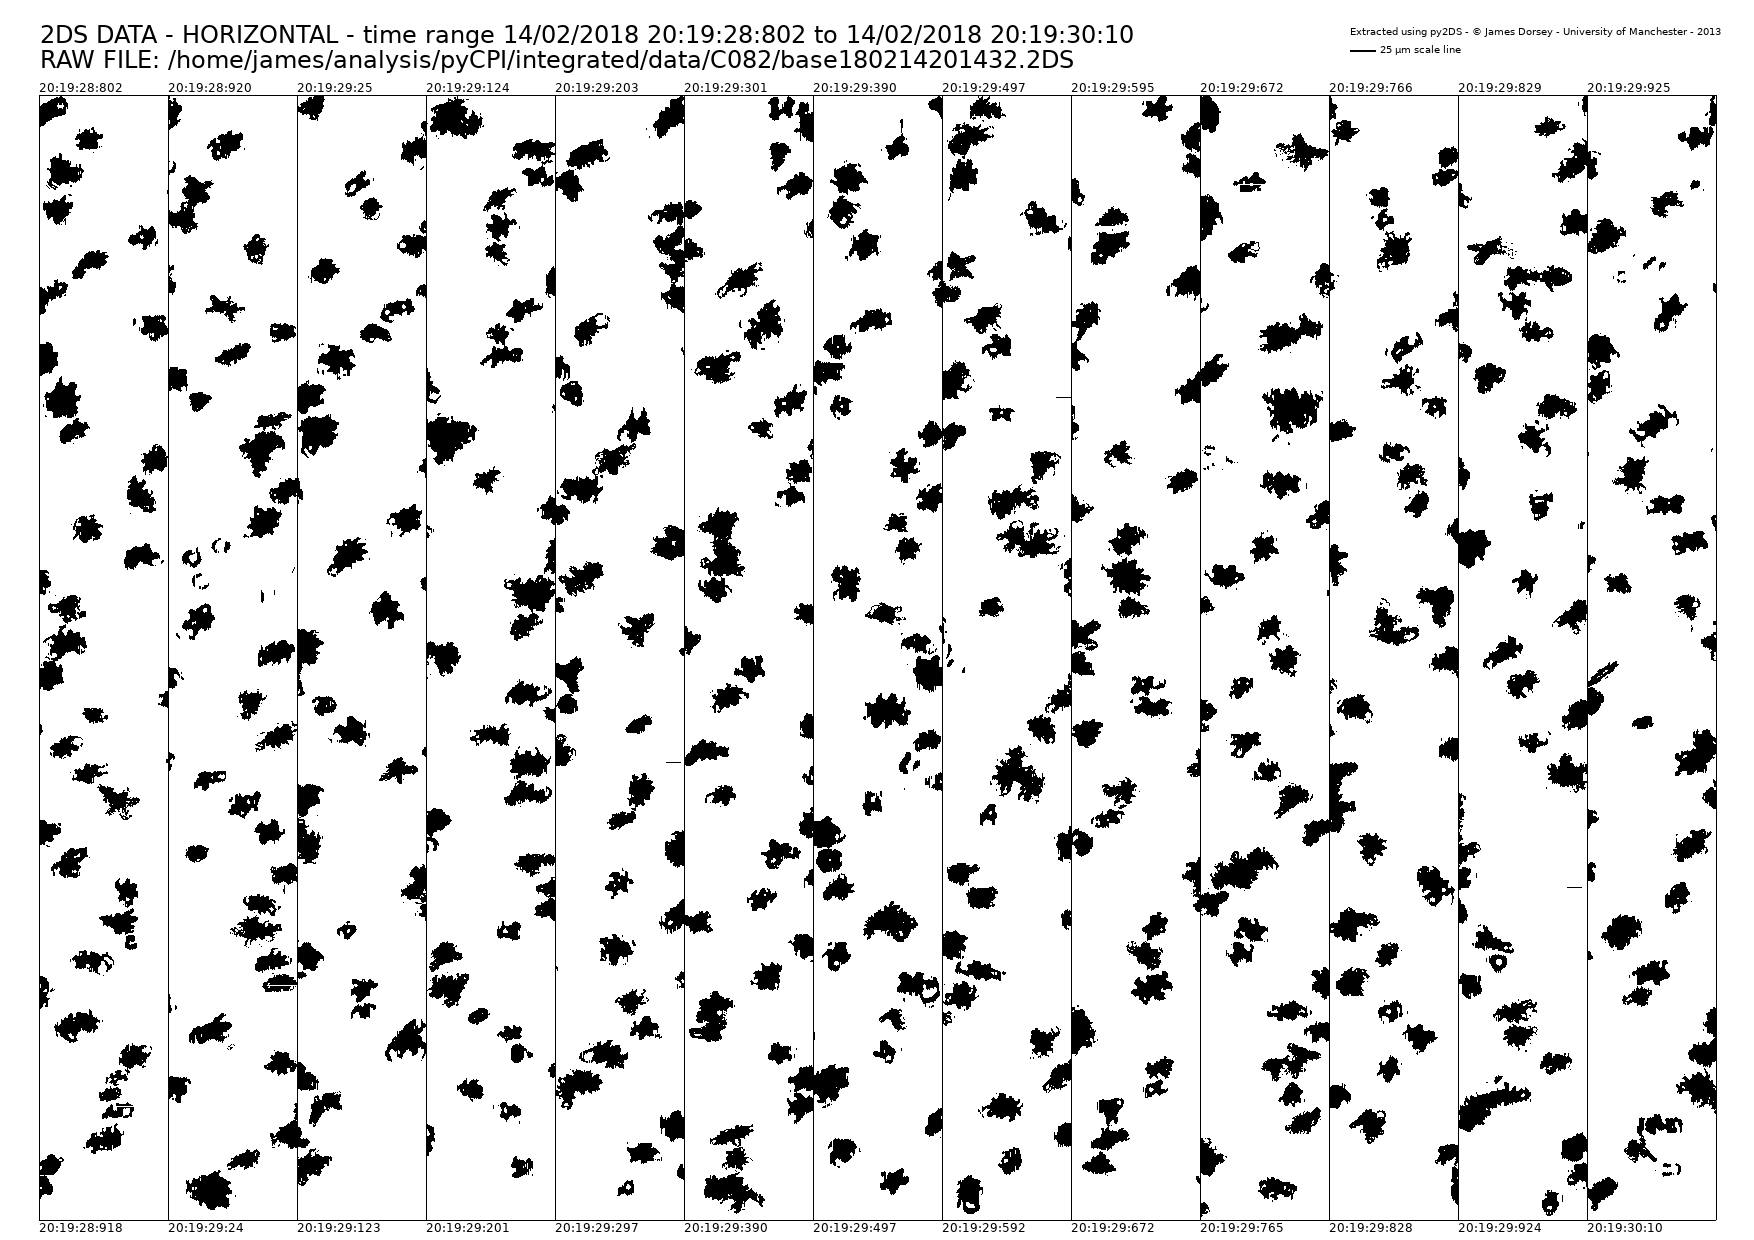 2DS DATA - HORIZONTAL - time range 14/02/2018 20:19:28:802 to 14/02/2018 20:19:30:10
RAW FILE: /home/james/analysis/pyCPI/integrated/data/C082/base180214201432.2DS
Extracted using py2DS - © James Dorsey - University of Manchester - 2013
25 µm scale line
20:19:28:802 20:19:28:920 20:19:29:25 20:19:29:124 20:19:29:203 20:19:29:301 20:19:29:390 20:19:29:497 20:19:29:595 20:19:29:672 20:19:29:766 20:19:29:829 20:19:29:925
20:19:28:918 20:19:29:24 20:19:29:123 20:19:29:201 20:19:29:297 20:19:29:390 20:19:29:497 20:19:29:592 20:19:29:672 20:19:29:765 20:19:29:828 20:19:29:924 20:19:30:10